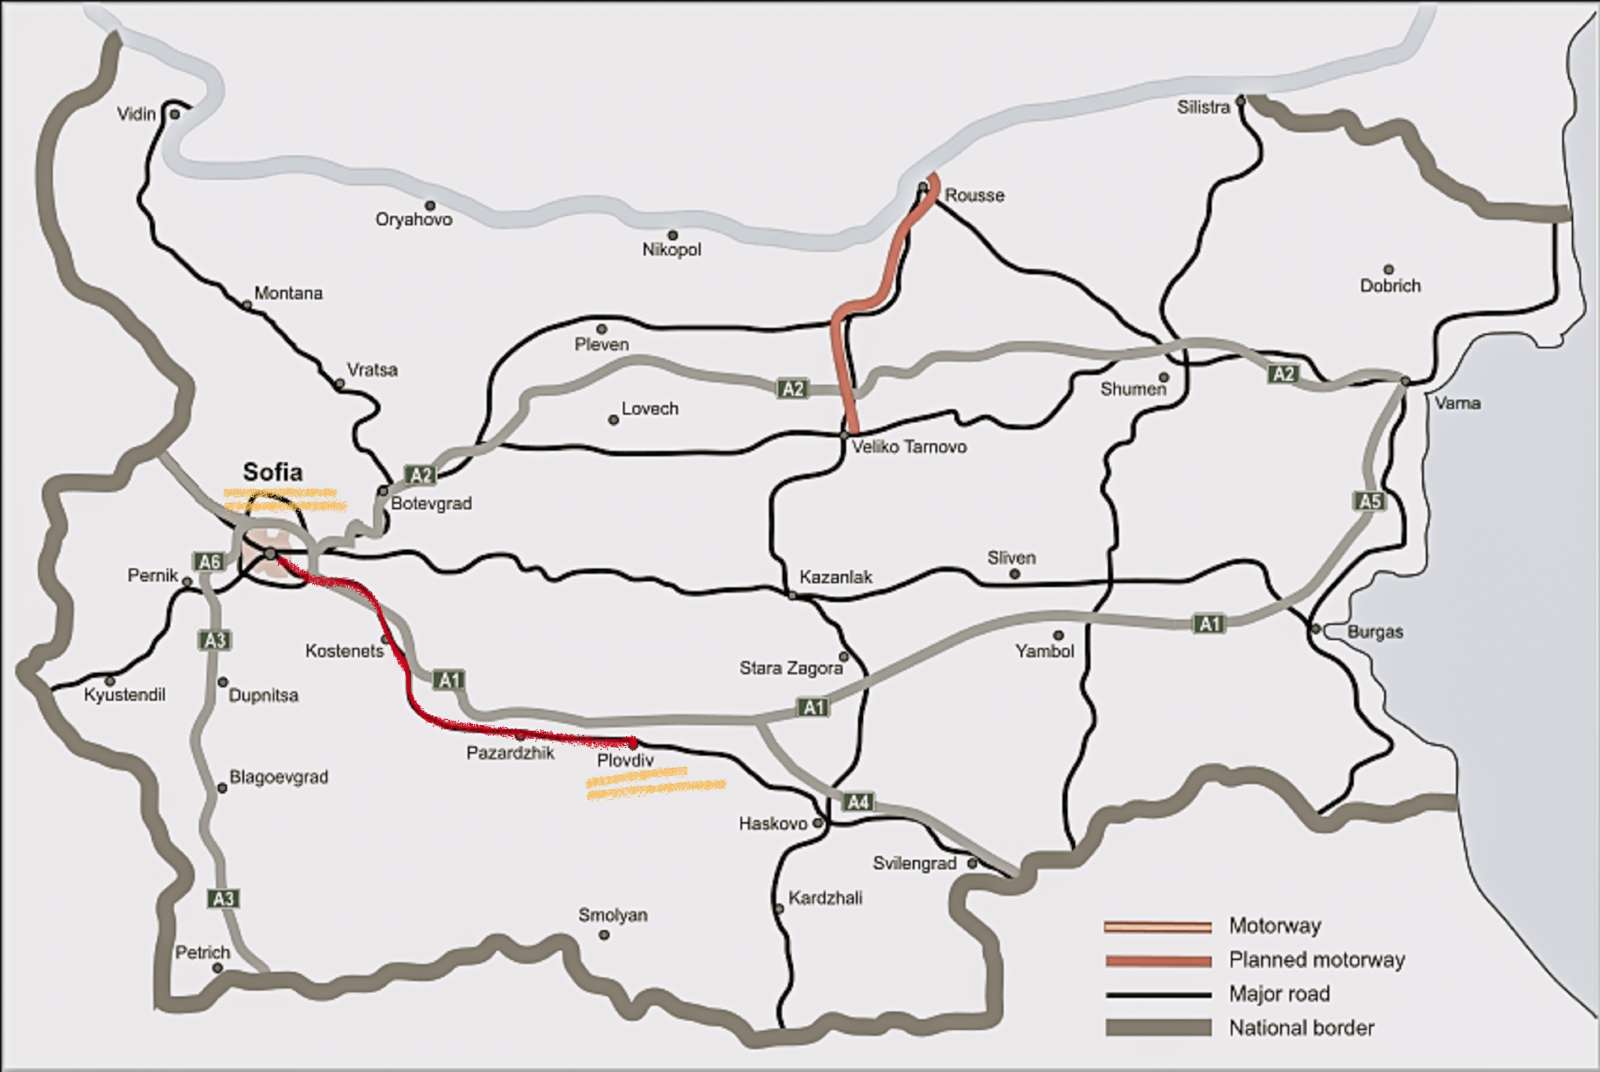 Vidin
Silistra
Oryahovo
Rousse
Nikopol
Dobrich
Montana
Pleven
Vratsa
A2
A2
Shumen
Lovech
Varna
Veliko Tarnovo
Sofia
A2
Botevgrad
A5
A6
Pernik
Sliven
Kazanlak
A3
Kostenets
A1
Burgas
Yambol
Stara Zagora
Kyustendil
Dupnitsa
A1
A1
Pazardzhik
Plovdiv
Blagoevgrad
A4
Haskovo
Svilengrad
A3
Kardzhali
Smolyan
Petrich
Motorway
Planned motorway
Major road
National border